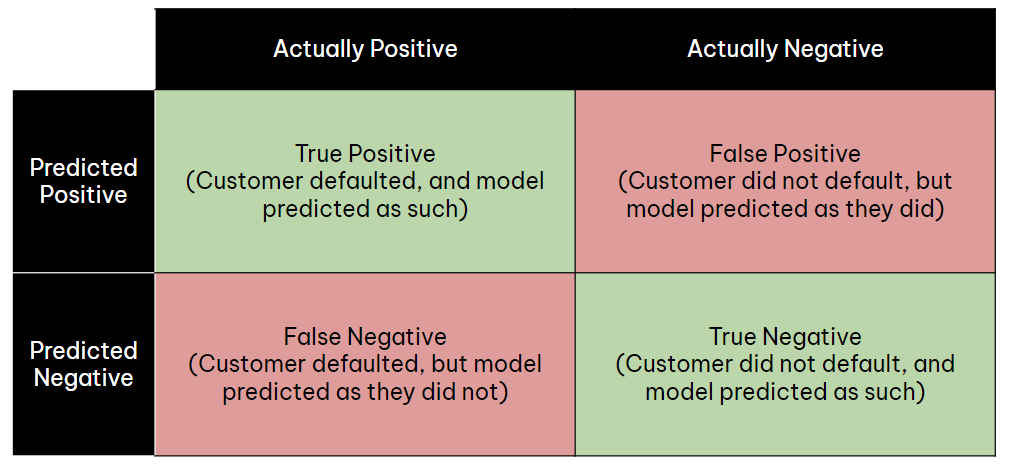 Actually Positive
Actually Negative
Predicted
Positive
True Positive
(Customer defaulted, and model
predicted as such)
False Positive
(Customer did not default, but
model predicted as they did)
Predicted
Negative
False Negative
(Customer defaulted, but model
predicted as they did not)
True Negative
(Customer did not default, and
model predicted as such)